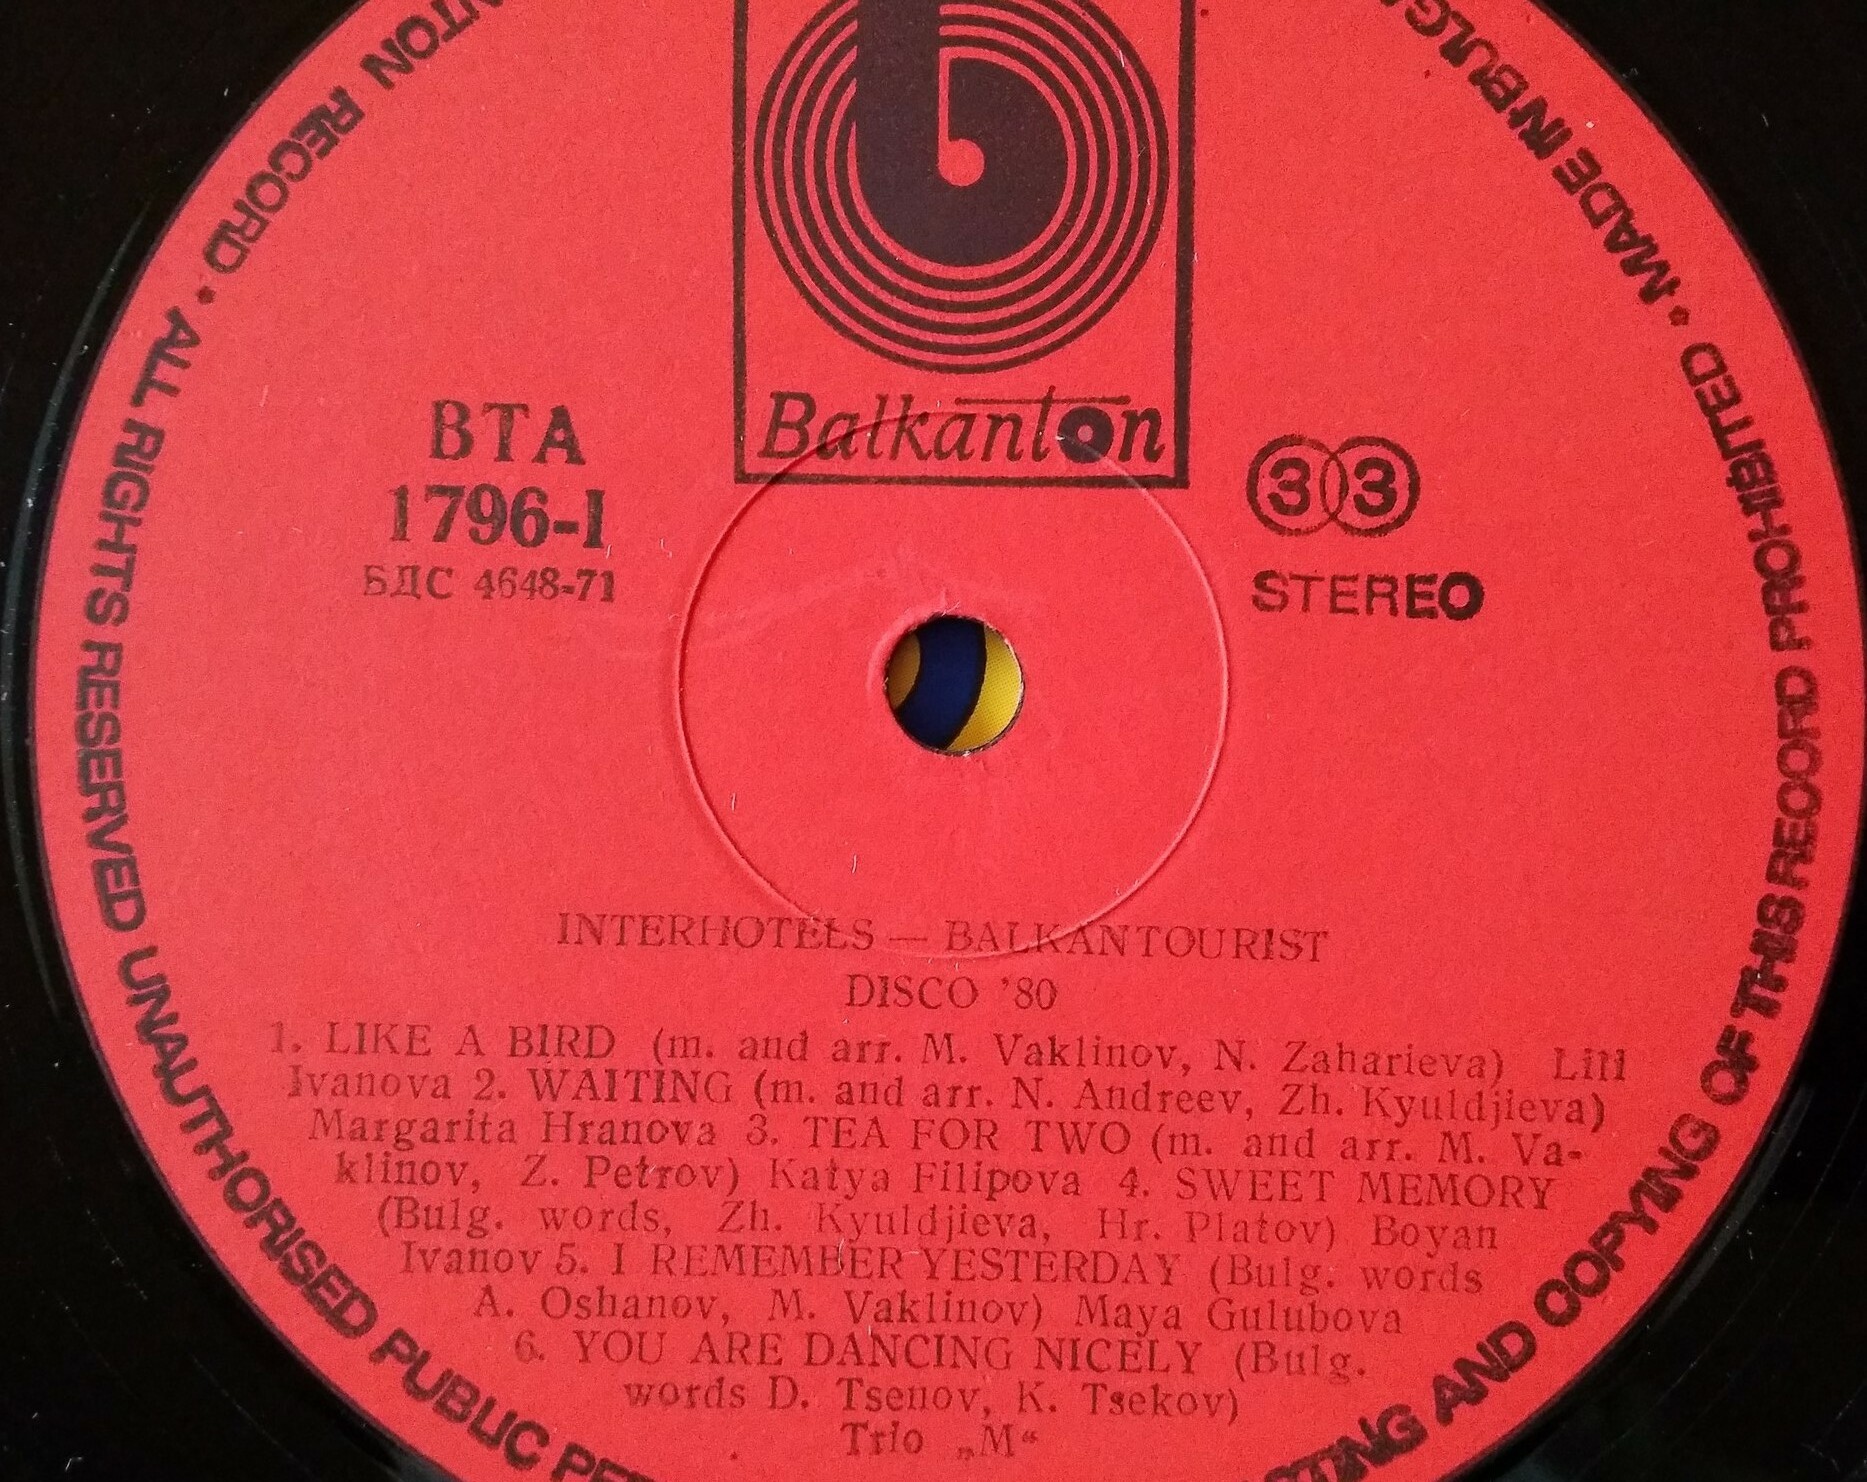 Balkanton
BTA
1796-I
БДС 4648-71
33
STEREO
INTERHOTELS — BALKANTOURIST
DISCO '80
1. LIKE A BIRD (m. and arr. M. Vaklinov, N. Zaharieva) Lili
Ivanova 2. WAITING (m. and arr. N. Andreev, Zh. Kyuldjieva)
Margarita Hranova 3. TEA FOR TWO (m. and arr. M. Va-
klinov, Z. Petrov) Katya Filipova 4. SWEET MEMORY
(Bulg. words, Zh. Kyuldjieva, Hr. Platov) Boyan
Ivanov 5. I REMEMBER YESTERDAY (Bulg. words
A. Oshanov, M. Vaklinov) Maya Gulubova
6. YOU ARE DANCING NICELY (Bulg.
words D. Tsenov, K. Tsekov)
Trio „M“
RECORD • ALL RIGHTS RESERVED UNAUTHORISED PUBLIC
AND COPYING OF THIS RECORD PROHIBITED • MADE IN